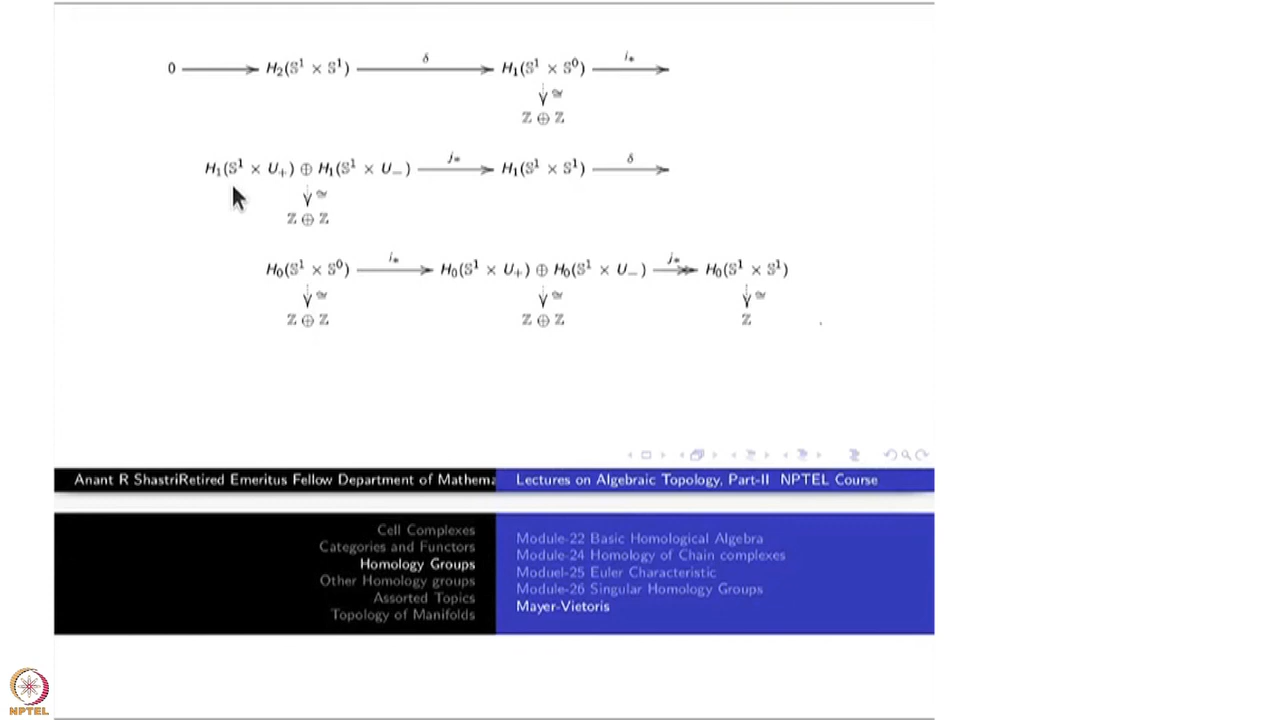 0 ⟶ H₂(𝕊¹ × 𝕊¹) ⟶ δ H₁(𝕊¹ × 𝕊⁰) ⟶ i_*
≅
ℤ ⊕ ℤ
H₁(𝕊¹ × U₊) ⊕ H₁(𝕊¹ × U₋) ⟶ j_* H₁(𝕊¹ × 𝕊¹) ⟶ δ
≅
ℤ ⊕ ℤ
H₀(𝕊¹ × 𝕊⁰) ⟶ i_* H₀(𝕊¹ × U₊) ⊕ H₀(𝕊¹ × U₋) ↠ j_* H₀(𝕊¹ × 𝕊¹)
≅ ≅ ≅
ℤ ⊕ ℤ ℤ ⊕ ℤ ℤ .
Anant R ShastriRetired Emeritus Fellow Department of Mathema
Lectures on Algebraic Topology, Part-II NPTEL Course
Cell Complexes
Categories and Functors
Homology Groups
Other Homology groups
Assorted Topics
Topology of Manifolds
Module-22 Basic Homological Algebra
Module-24 Homology of Chain complexes
Moduel-25 Euler Characteristic
Module-26 Singular Homology Groups
Mayer-Vietoris
NPTEL